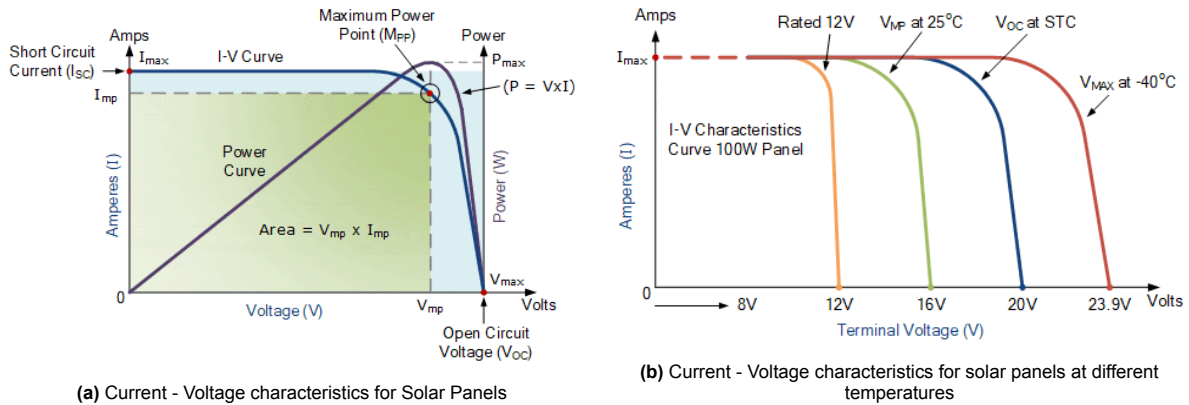 Maximum Power
Point (MPP)
Amps
Power
Short Circuit
Current (ISC)
Imax
I-V Curve
Pmax
Imp
(P = VxI)
Power
Curve
Amperes (I)
Power (W)
Area = Vmp x Imp
Vmax
0
Voltage (V)
Vmp
Volts
Open Circuit
Voltage (VOC)
(a) Current - Voltage characteristics for Solar Panels
Amps
Rated 12V
VMP at 25°C
VOC at STC
Imax
VMAX at -40°C
I-V Characteristics
Curve 100W Panel
Amperes (I)
0
8V
12V
16V
20V
23.9V
Volts
Terminal Voltage (V)
(b) Current - Voltage characteristics for solar panels at different
temperatures